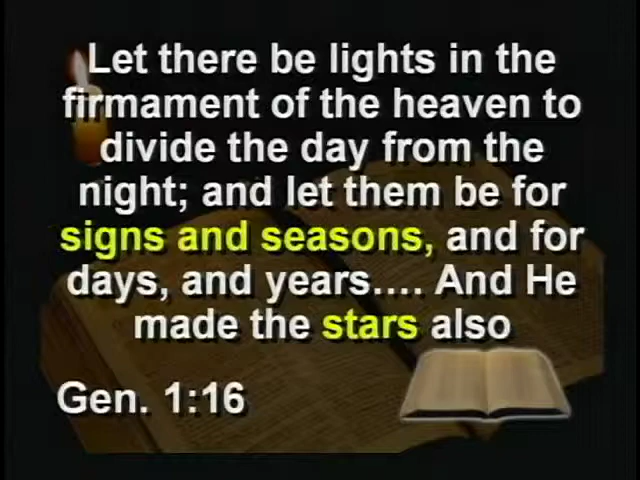 Let there be lights in the
firmament of the heaven to
divide the day from the
night; and let them be for
signs and seasons, and for
days, and years.... And He
made the stars also
Gen. 1:16